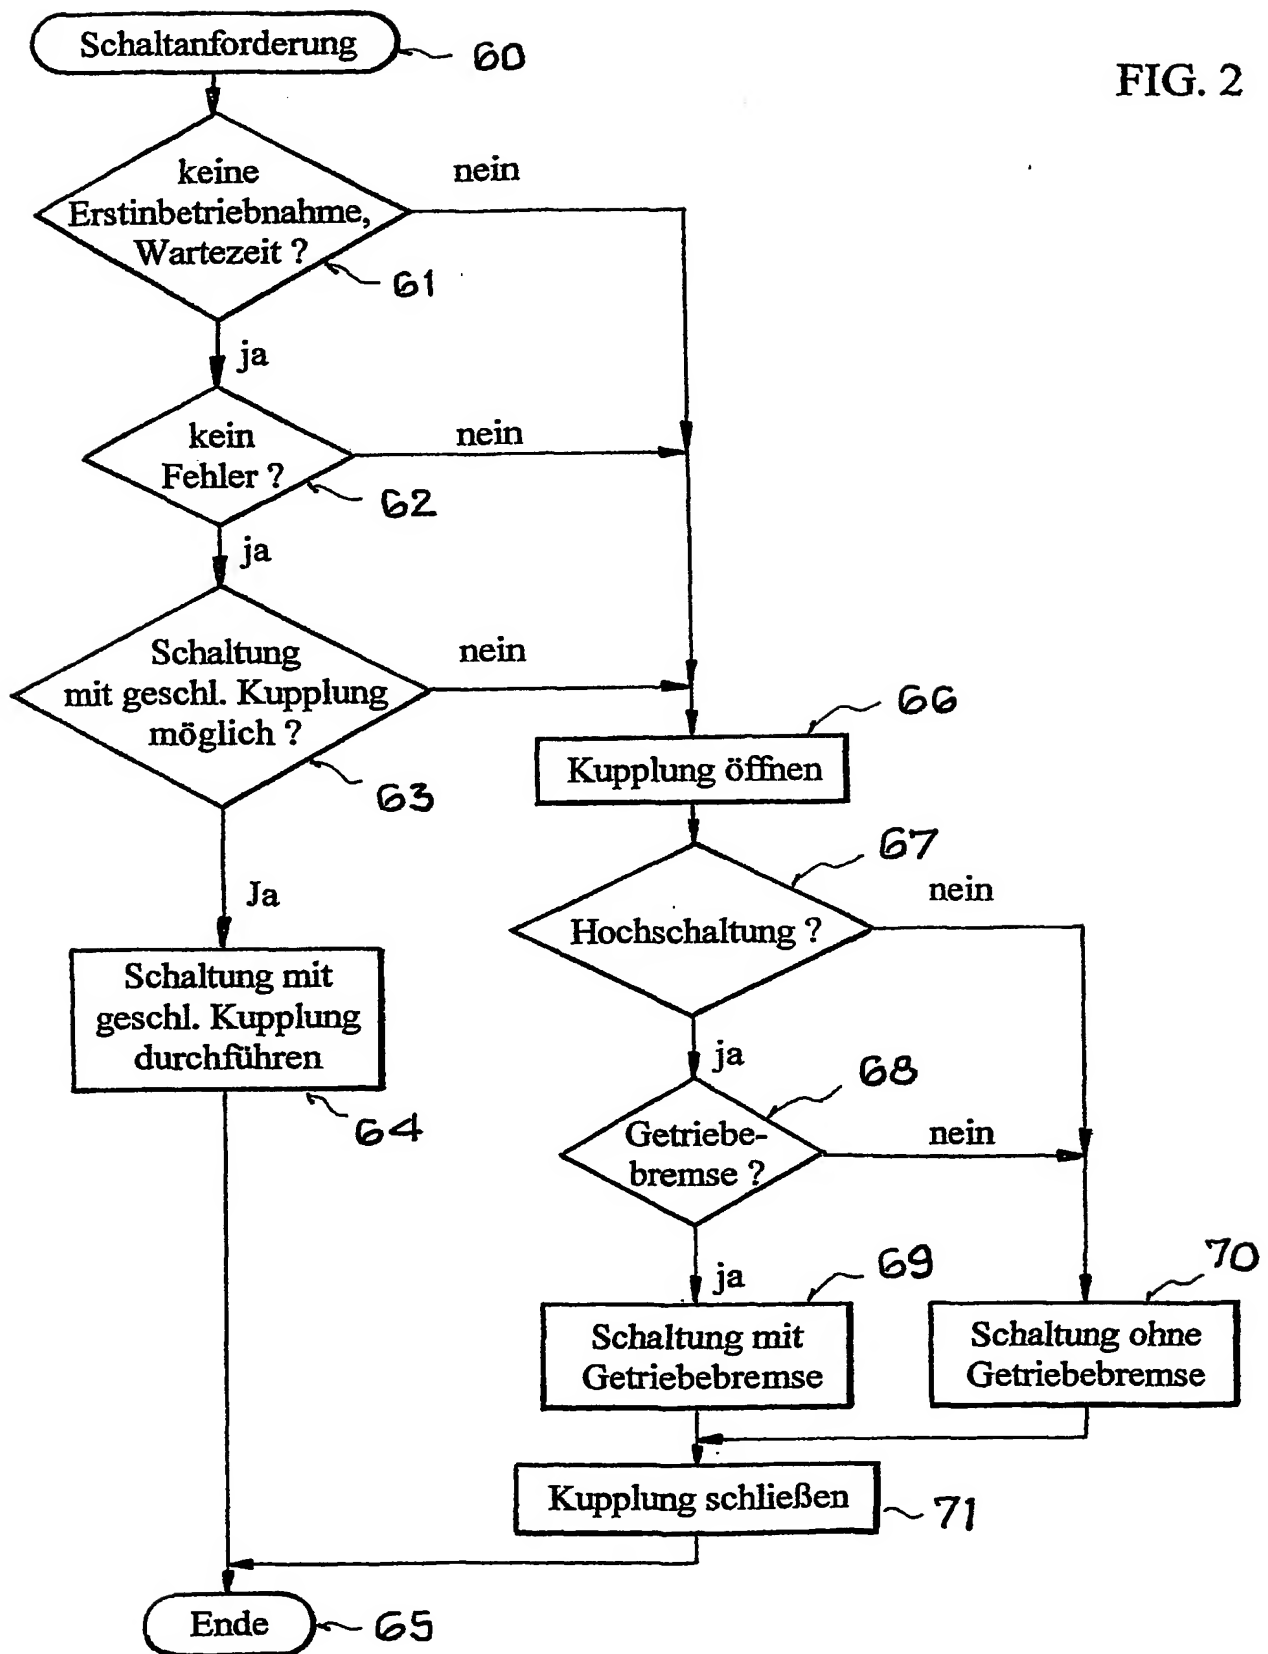 Schaltanforderung
60
FIG. 2
keine
Erstinbetriebnahme,
Wartezeit ?
61
nein
ja
kein
Fehler ?
62
nein
ja
Schaltung
mit geschl. Kupplung
möglich ?
63
nein
Ja
Schaltung mit
geschl. Kupplung
durchführen
64
66
Kupplung öffnen
67
Hochschaltung ?
nein
ja
68
Getriebe-
bremse ?
nein
ja
69
Schaltung mit
Getriebebremse
70
Schaltung ohne
Getriebebremse
Kupplung schließen
71
Ende
65